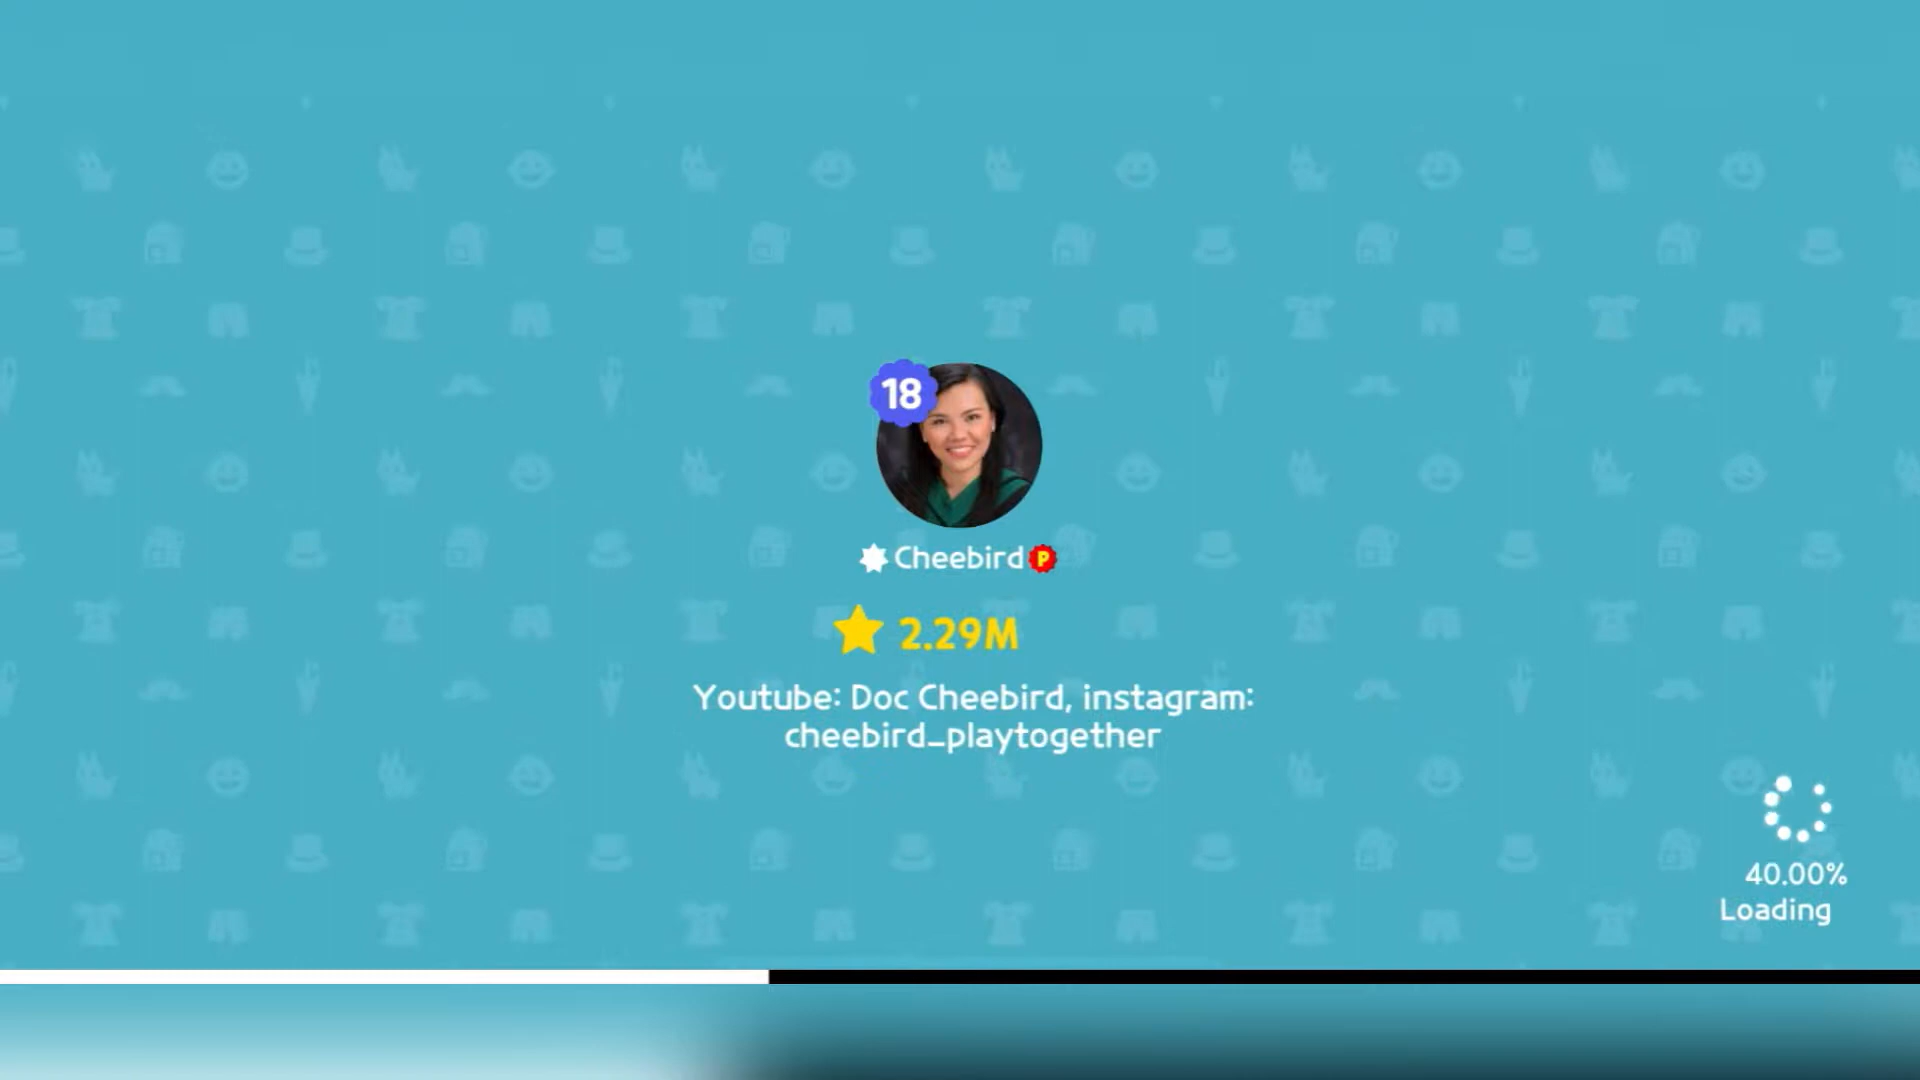 18
Cheebird P
2.29M
Youtube: Doc Cheebird, instagram:
cheebird_playtogether
40.00%
Loading